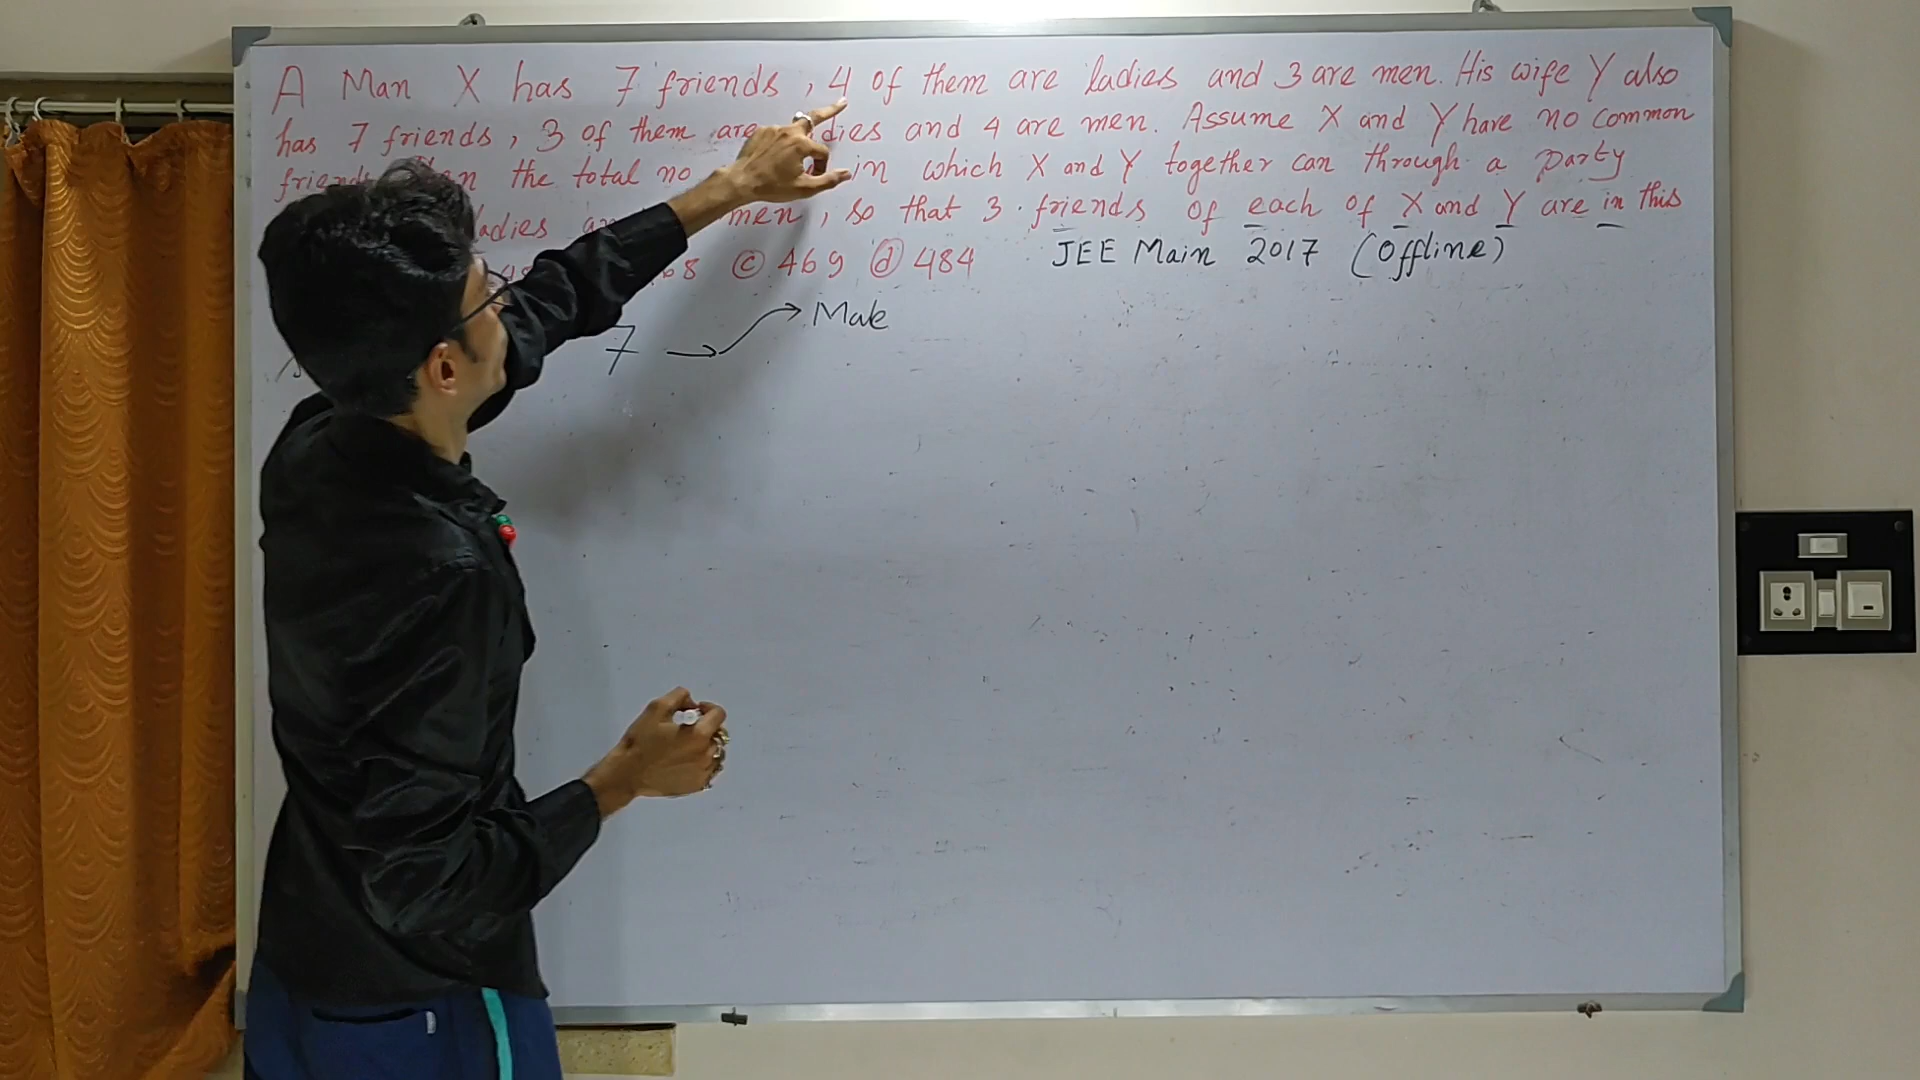 A Man X has 7 friends, 4 of them are ladies and 3 are men. His wife Y also
has 7 friends, 3 of them are dies and 4 are men. Assume X and Y have no common
the total no in which X and Y together can through a party
adies men, so that 3 friends of each of X and Y are in this
68 Ⓒ 469 ⓓ 484 JEE Main 2017 (Offline)
7 → Male